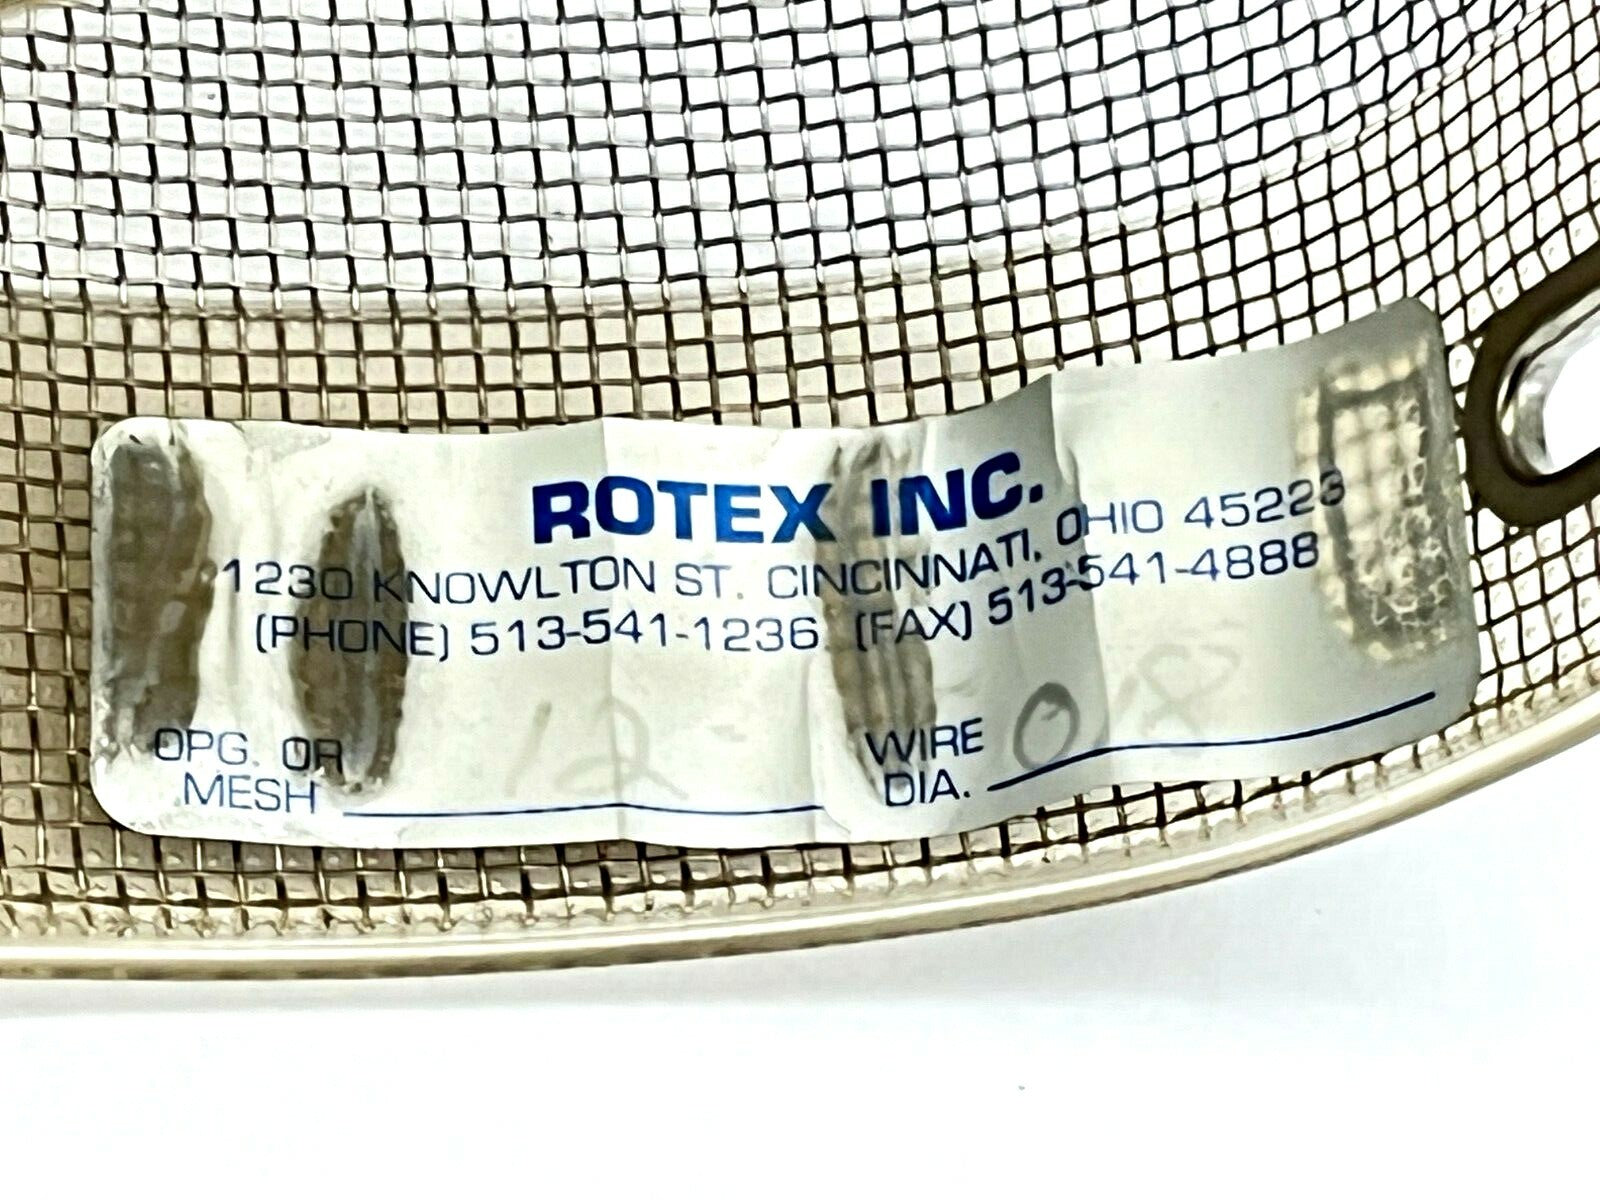 ROTEX INC.
1230 KNOWLTON ST. CINCINNATI, OHIO 45223
(PHONE) 513-541-1236 (FAX) 513-541-4888
OPG. OR MESH 12
WIRE DIA.